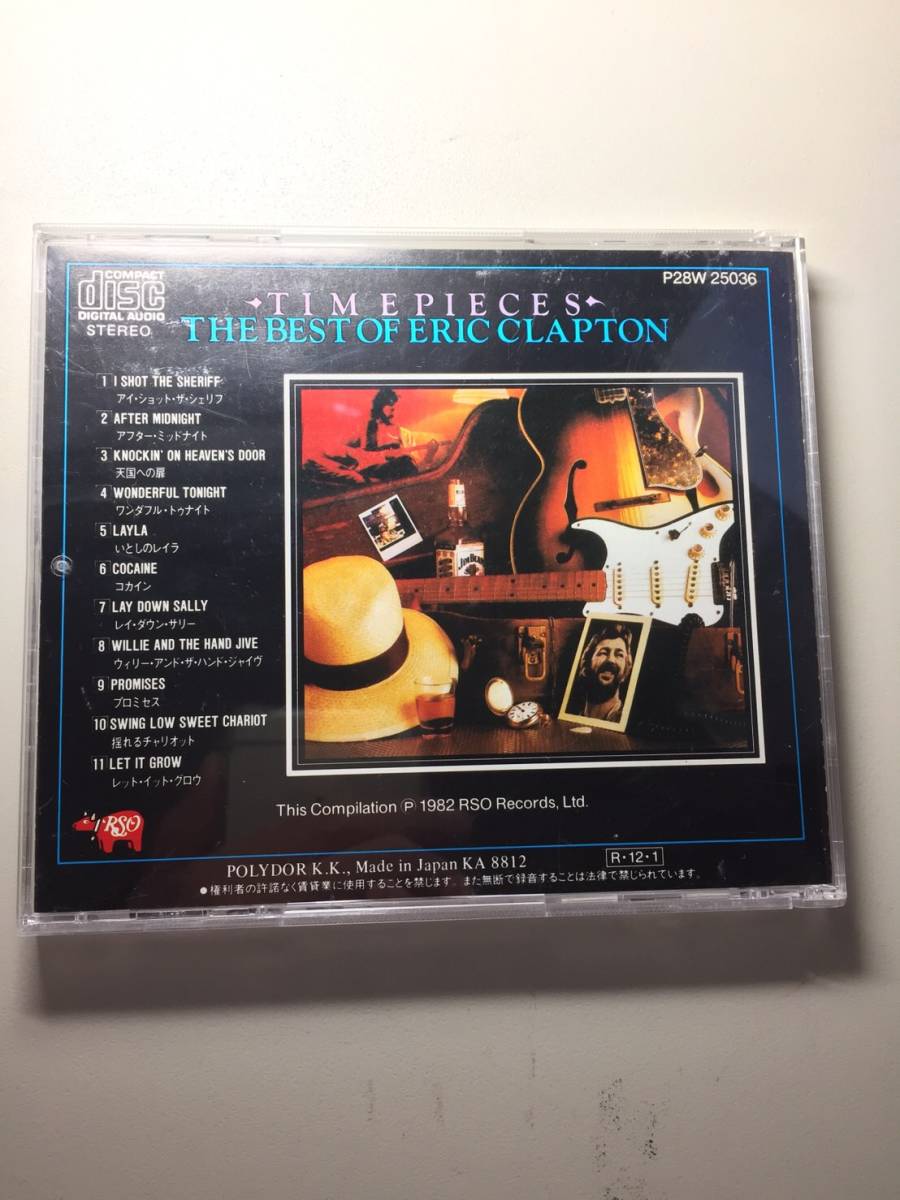 COMPACT
disc
DIGITAL AUDIO
STEREO
P28W 25036
TIMEPIECES
THE BEST OF ERIC CLAPTON
1 I SHOT THE SHERIFF
アイ・ショット・ザ・シェリフ
2 AFTER MIDNIGHT
アフター・ミッドナイト
3 KNOCKIN' ON HEAVEN'S DOOR
天国への扉
4 WONDERFUL TONIGHT
ワンダフル・トゥナイト
5 LAYLA
いとしのレイラ
6 COCAINE
コカイン
7 LAY DOWN SALLY
レイ・ダウン・サリー
8 WILLIE AND THE HAND JIVE
ウィリー・アンド・ザ・ハンド・ジャイヴ
9 PROMISES
プロミセス
10 SWING LOW SWEET CHARIOT
揺れるチャリオット
11 LET IT GROW
レット・イット・グロウ
JIM BEAM
RSO
This Compilation Ⓟ 1982 RSO Records, Ltd.
POLYDOR K.K., Made in Japan KA 8812
R・12・1
●権利者の許諾なく賃貸業に使用することを禁じます。また無断で録音することは法律で禁じられています。